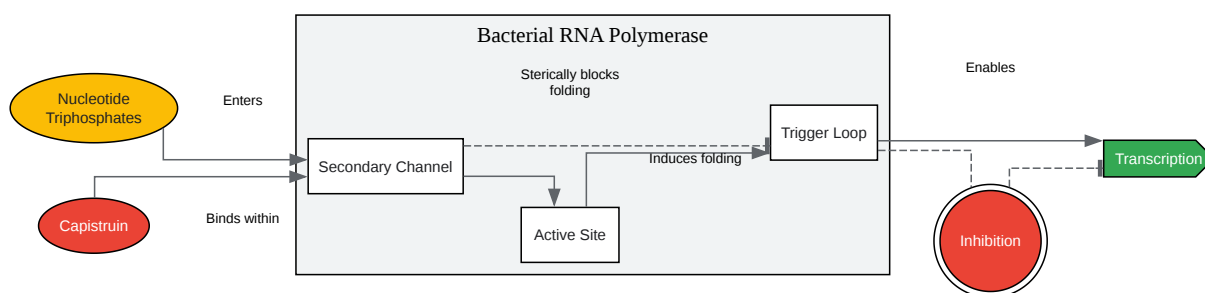 Bacterial RNA Polymerase
Sterically blocks
folding
Enables
Nucleotide
Triphosphates
Enters
Trigger Loop
Secondary Channel
Induces folding
Transcription
Capistruin
Binds within
Active Site
Inhibition